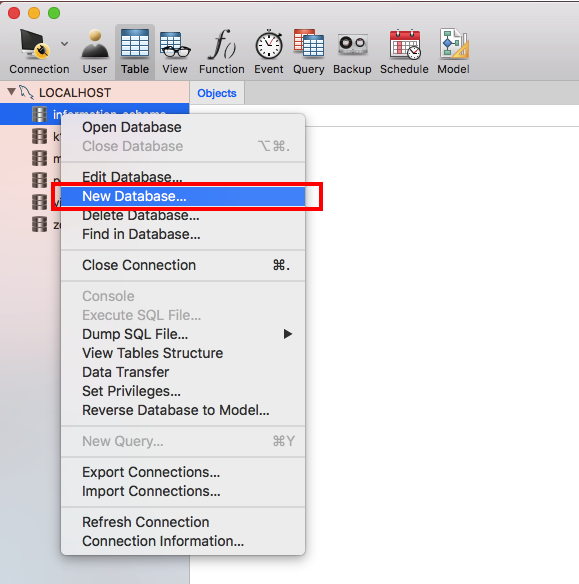 Connection User Table View Function Event Query Backup Schedule Model
LOCALHOST
Objects
Open Database
Close Database ⌥⌘.
Edit Database...
New Database...
Delete Database...
Find in Database...
Close Connection ⌘.
Console
Execute SQL File...
Dump SQL File...
View Tables Structure
Data Transfer
Set Privileges...
Reverse Database to Model...
New Query... ⌘Y
Export Connections...
Import Connections...
Refresh Connection
Connection Information...